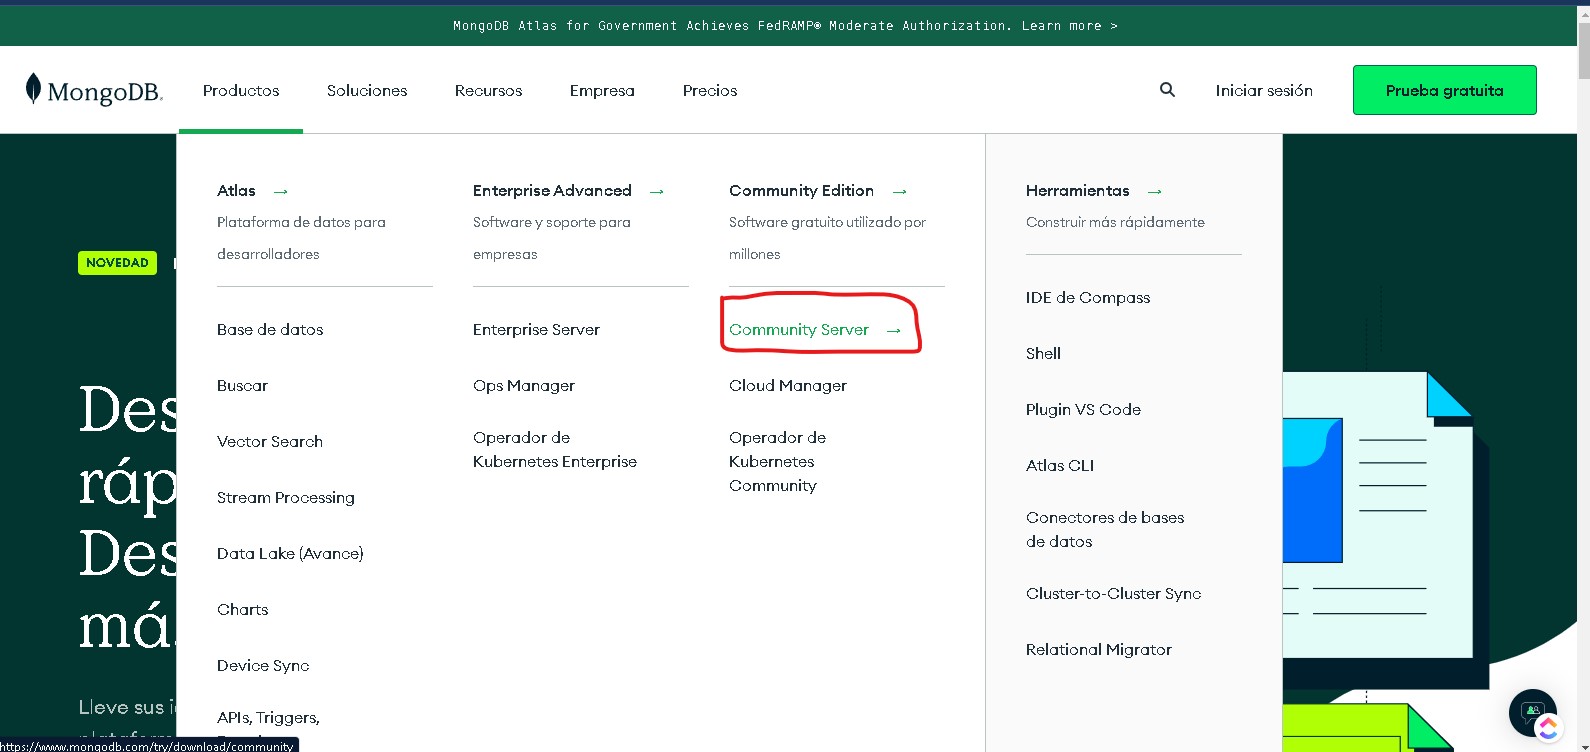 MongoDB Atlas for Government Achieves FedRAMP® Moderate Authorization. Learn more >
MongoDB.
Productos
Soluciones
Recursos
Empresa
Precios
Iniciar sesión
Prueba gratuita
Atlas →
Plataforma de datos para
desarrolladores
Base de datos
Buscar
Vector Search
Stream Processing
Data Lake (Avance)
Charts
Device Sync
APIs, Triggers,
Enterprise Advanced →
Software y soporte para
empresas
Enterprise Server
Ops Manager
Operador de
Kubernetes Enterprise
Community Edition →
Software gratuito utilizado por
millones
Community Server →
Cloud Manager
Operador de
Kubernetes
Community
Herramientas →
Construir más rápidamente
IDE de Compass
Shell
Plugin VS Code
Atlas CLI
Conectores de bases
de datos
Cluster-to-Cluster Sync
Relational Migrator
NOVEDAD
Des
ráp
Des
má
Lleve sus i
https://www.mongodb.com/try/download/community